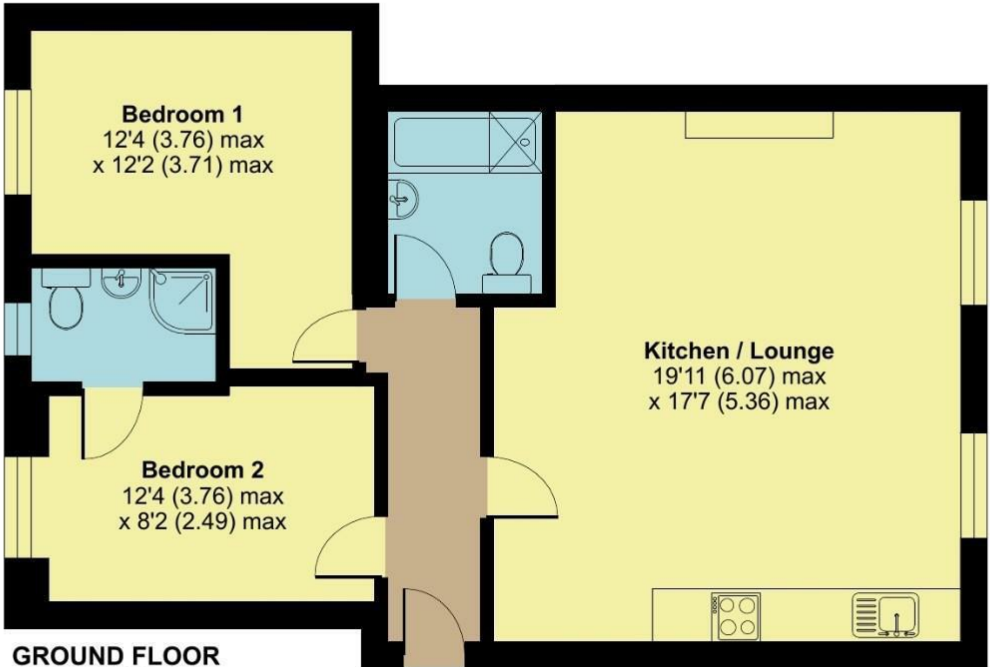 Bedroom 1
12'4 (3.76) max
x 12'2 (3.71) max
Kitchen / Lounge
19'11 (6.07) max
x 17'7 (5.36) max
Bedroom 2
12'4 (3.76) max
x 8'2 (2.49) max
GROUND FLOOR